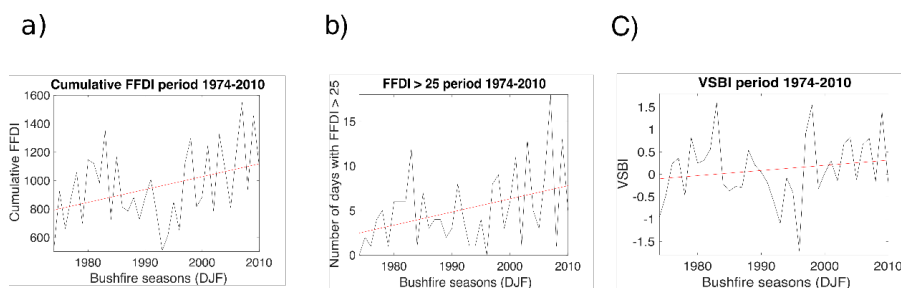 a)
b)
C)
Cumulative FFDI period 1974-2010
1600
1400
1200
1000
800
600
Cumulative FFDI
1980
1990
2000
2010
Bushfire seasons (DJF)
FFDI > 25 period 1974-2010
15
10
5
0
Number of days with FFDI > 25
1980
1990
2000
2010
Bushfire seasons (DJF)
VSBI period 1974-2010
1.5
1
0.5
0
-0.5
-1
-1.5
VSBI
1980
1990
2000
2010
Bushfire seasons (DJF)